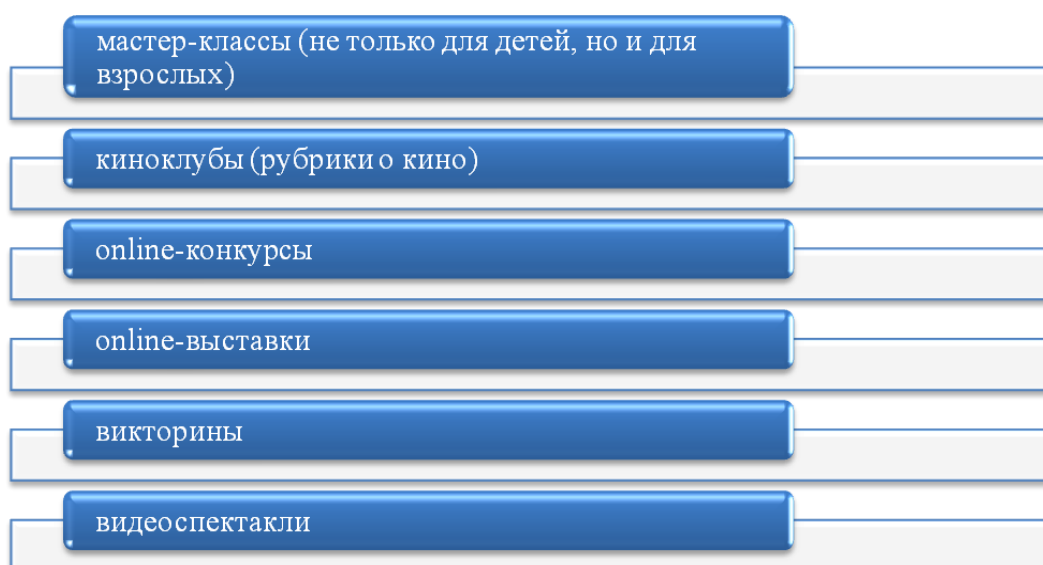 мастер-классы (не только для детей, но и для
взрослых)
киноклубы (рубрики о кино)
online-конкурсы
online-выставки
викторины
видеоспектакли